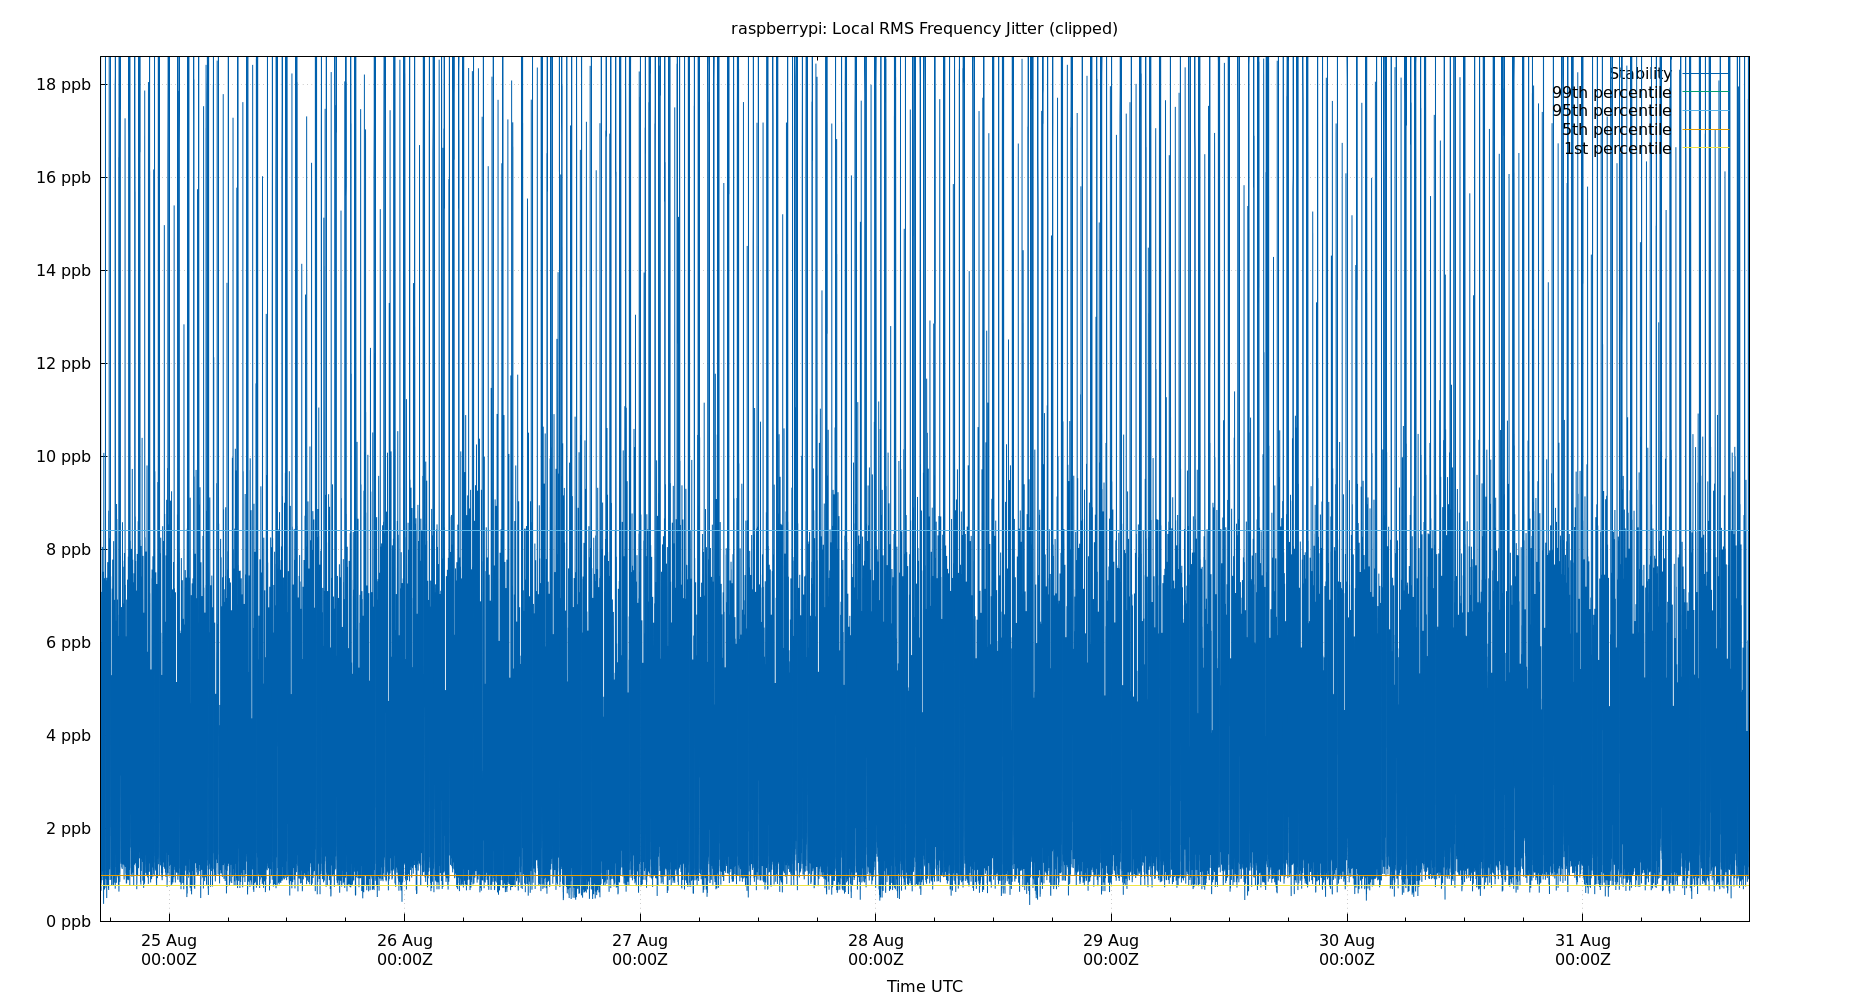 raspberrypi: Local RMS Frequency Jitter (clipped)
Stability
99th percentile
95th percentile
5th percentile
1st percentile
18 ppb
16 ppb
14 ppb
12 ppb
10 ppb
8 ppb
6 ppb
4 ppb
2 ppb
0 ppb
25 Aug 26 Aug 27 Aug 28 Aug 29 Aug 30 Aug 31 Aug
00:00Z 00:00Z 00:00Z 00:00Z 00:00Z 00:00Z 00:00Z
Time UTC